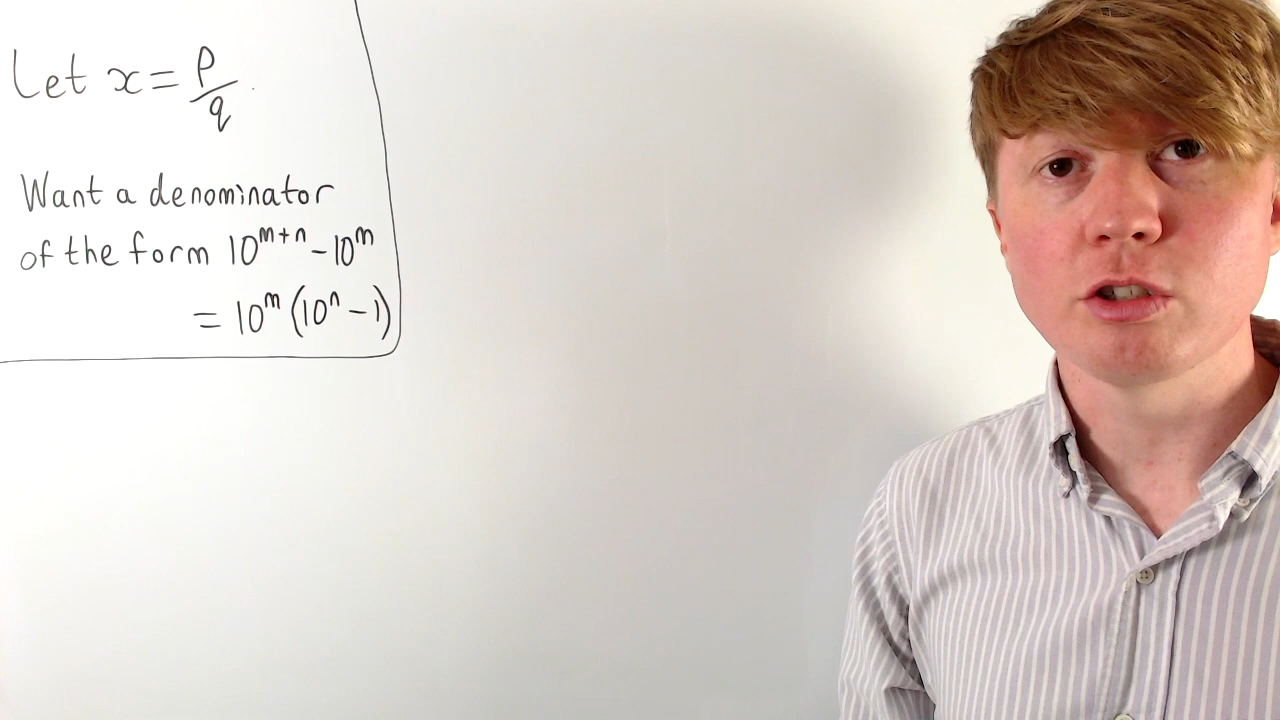 Let x = p/q
Want a denominator
of the form 10^{m+n} - 10^m
= 10^m (10^n - 1)